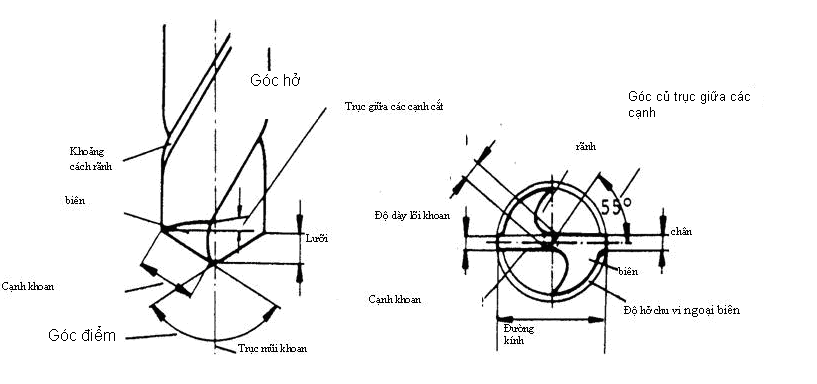 Góc hở
Trục giữa các cạnh cắt
Khoảng
cách rãnh
biên
Lưỡi
Cạnh khoan
Góc điểm
Trục mũi khoan
Góc củ trục giữa các
cạnh
rãnh
55°
Độ dày lõi khoan
chân
biên
Cạnh khoan
Độ hở chu vi ngoại biên
Đường
kính